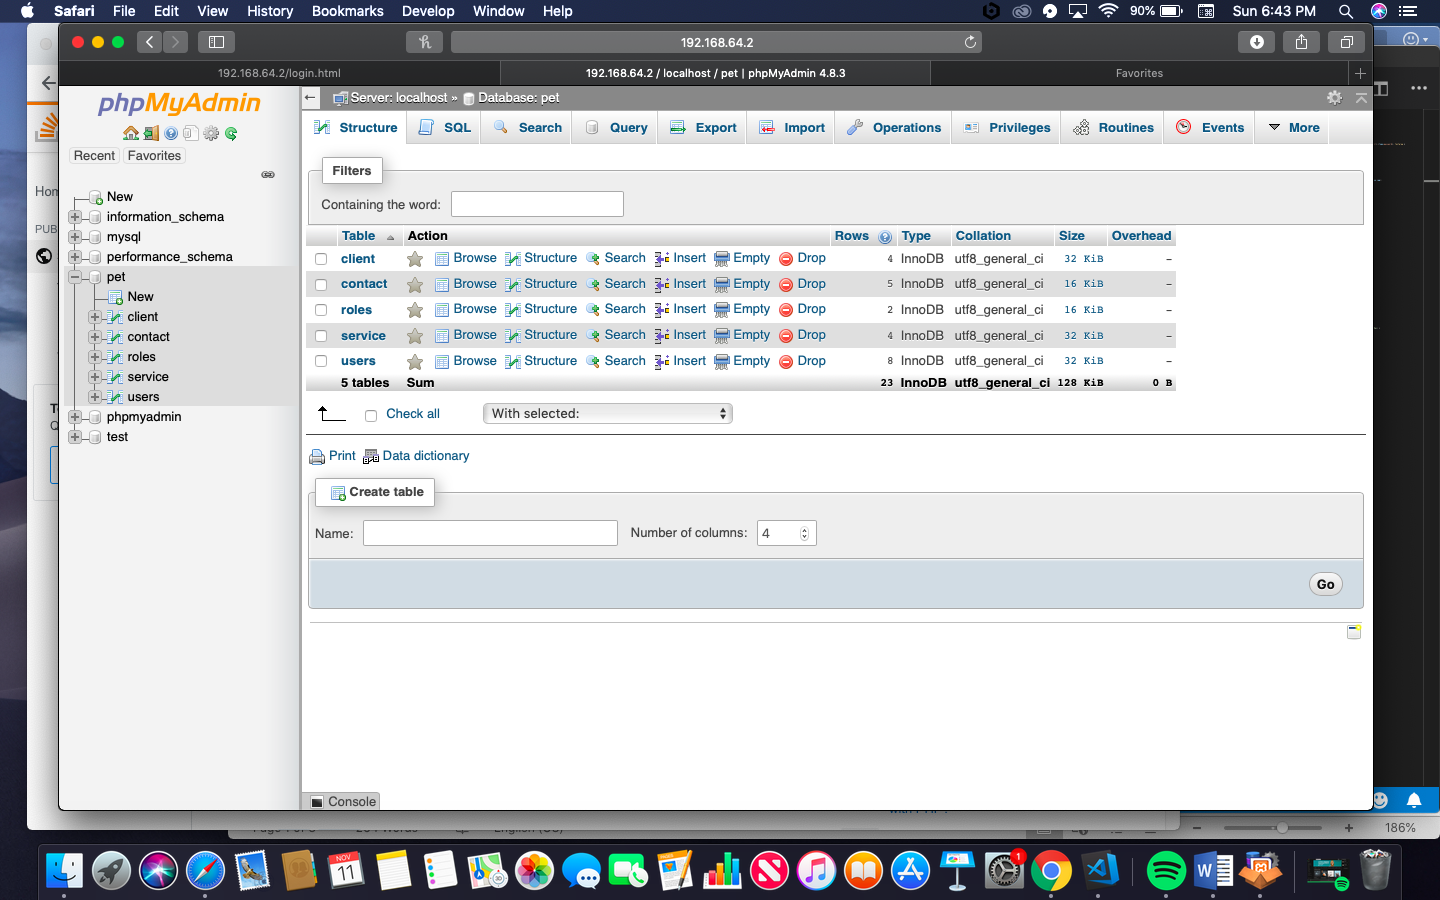 Safari File Edit View History Bookmarks Develop Window Help 90% Sun 6:43 PM
192.168.64.2
192.168.64.2/login.html 192.168.64.2 / localhost / pet | phpMyAdmin 4.8.3 Favorites
phpMyAdmin
Recent Favorites
New
information_schema
mysql
performance_schema
pet
New
client
contact
roles
service
users
phpmyadmin
test
Server: localhost » Database: pet
Structure SQL Search Query Export Import Operations Privileges Routines Events More
Filters
Containing the word:
Table Action Rows Type Collation Size Overhead
client Browse Structure Search Insert Empty Drop 4 InnoDB utf8_general_ci 32 KiB -
contact Browse Structure Search Insert Empty Drop 5 InnoDB utf8_general_ci 16 KiB -
roles Browse Structure Search Insert Empty Drop 2 InnoDB utf8_general_ci 16 KiB -
service Browse Structure Search Insert Empty Drop 4 InnoDB utf8_general_ci 32 KiB -
users Browse Structure Search Insert Empty Drop 8 InnoDB utf8_general_ci 32 KiB -
5 tables Sum 23 InnoDB utf8_general_ci 128 KiB 0 B
Check all With selected:
Print Data dictionary
Create table
Name: Number of columns: 4
Go
Console
186%
NOV
11
1